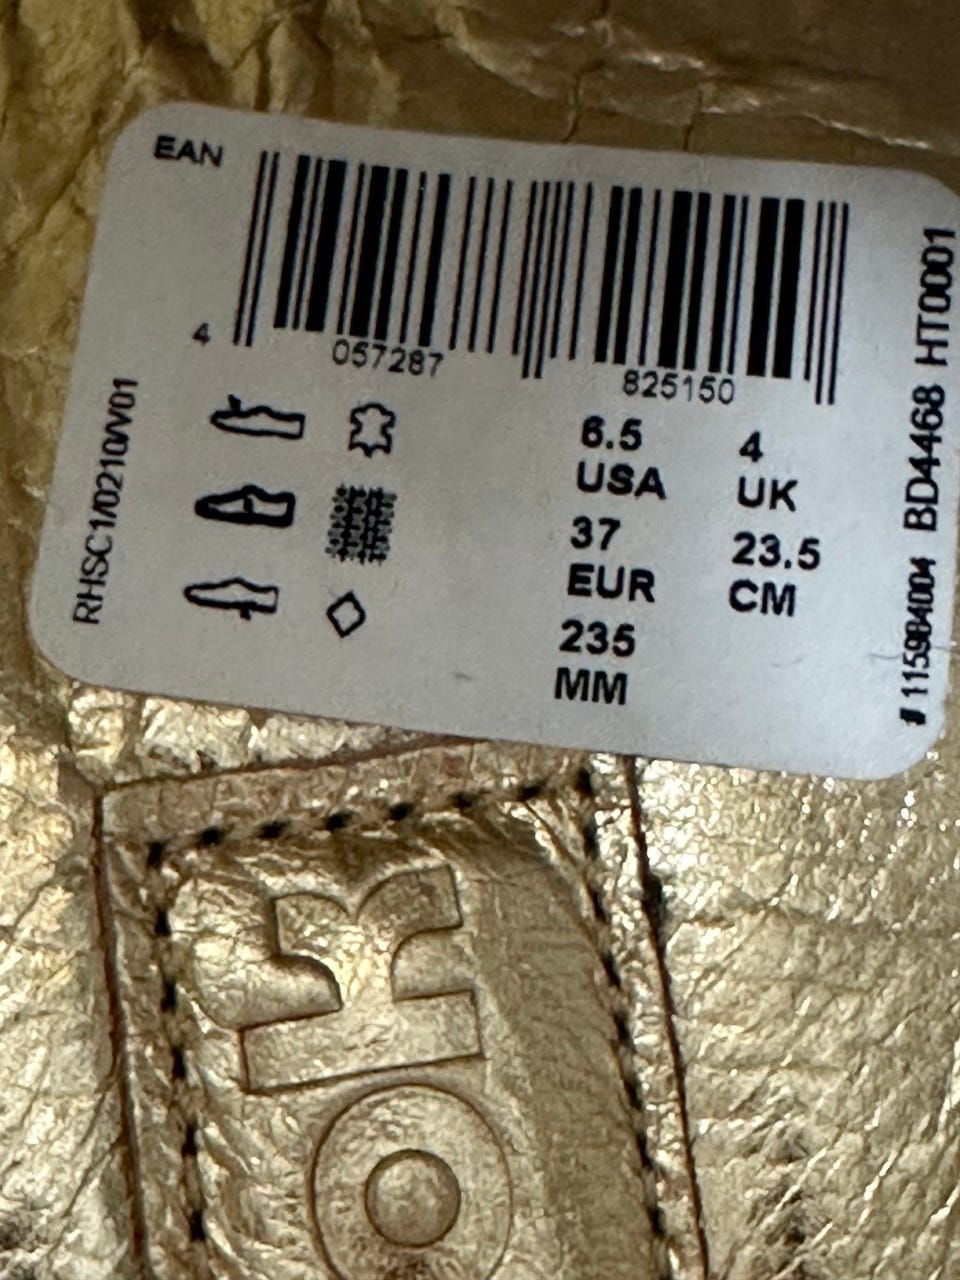 EAN
4 057287 825150
6.5 USA
4 UK
37 EUR
23.5 CM
235 MM
RHSC1/0210/V01
#115984004 BD4468 HT0001